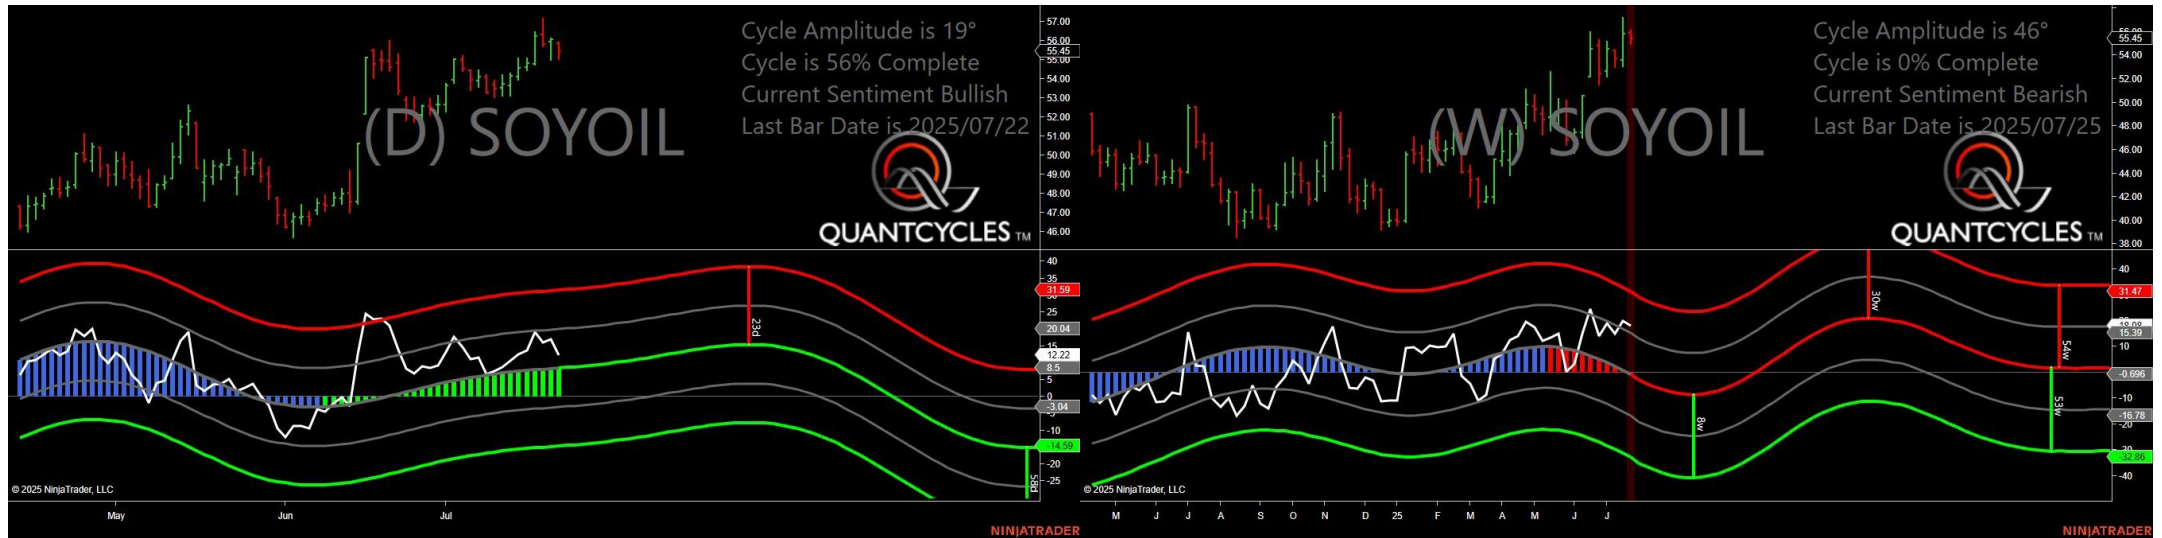 Cycle Amplitude is 19°
Cycle is 56% Complete
Current Sentiment Bullish
Last Bar Date is 2025/07/22
(D) SOYOIL
QUANTCYCLES TM
57.00
56.00
55.45
55.00
54.00
53.00
52.00
51.00
50.00
49.00
48.00
47.00
46.00
40
35
31.59
25
20.04
15
12.22
8.5
5
0
-3.04
-10
-14.59
-20
-25
23d
58d
© 2025 NinjaTrader, LLC
May Jun Jul
NINJATRADER
Cycle Amplitude is 46°
Cycle is 0% Complete
Current Sentiment Bearish
Last Bar Date is 2025/07/25
(W) SOYOIL
QUANTCYCLES TM
55.45
54.00
52.00
50.00
48.00
46.00
44.00
42.00
40.00
38.00
40
31.47
15.39
10
-0.696
-10
-16.78
-20
-32.86
-40
8w
30w
54w
53w
© 2025 NinjaTrader, LLC
M J J A S O N D 25 F M A M J J
NINJATRADER